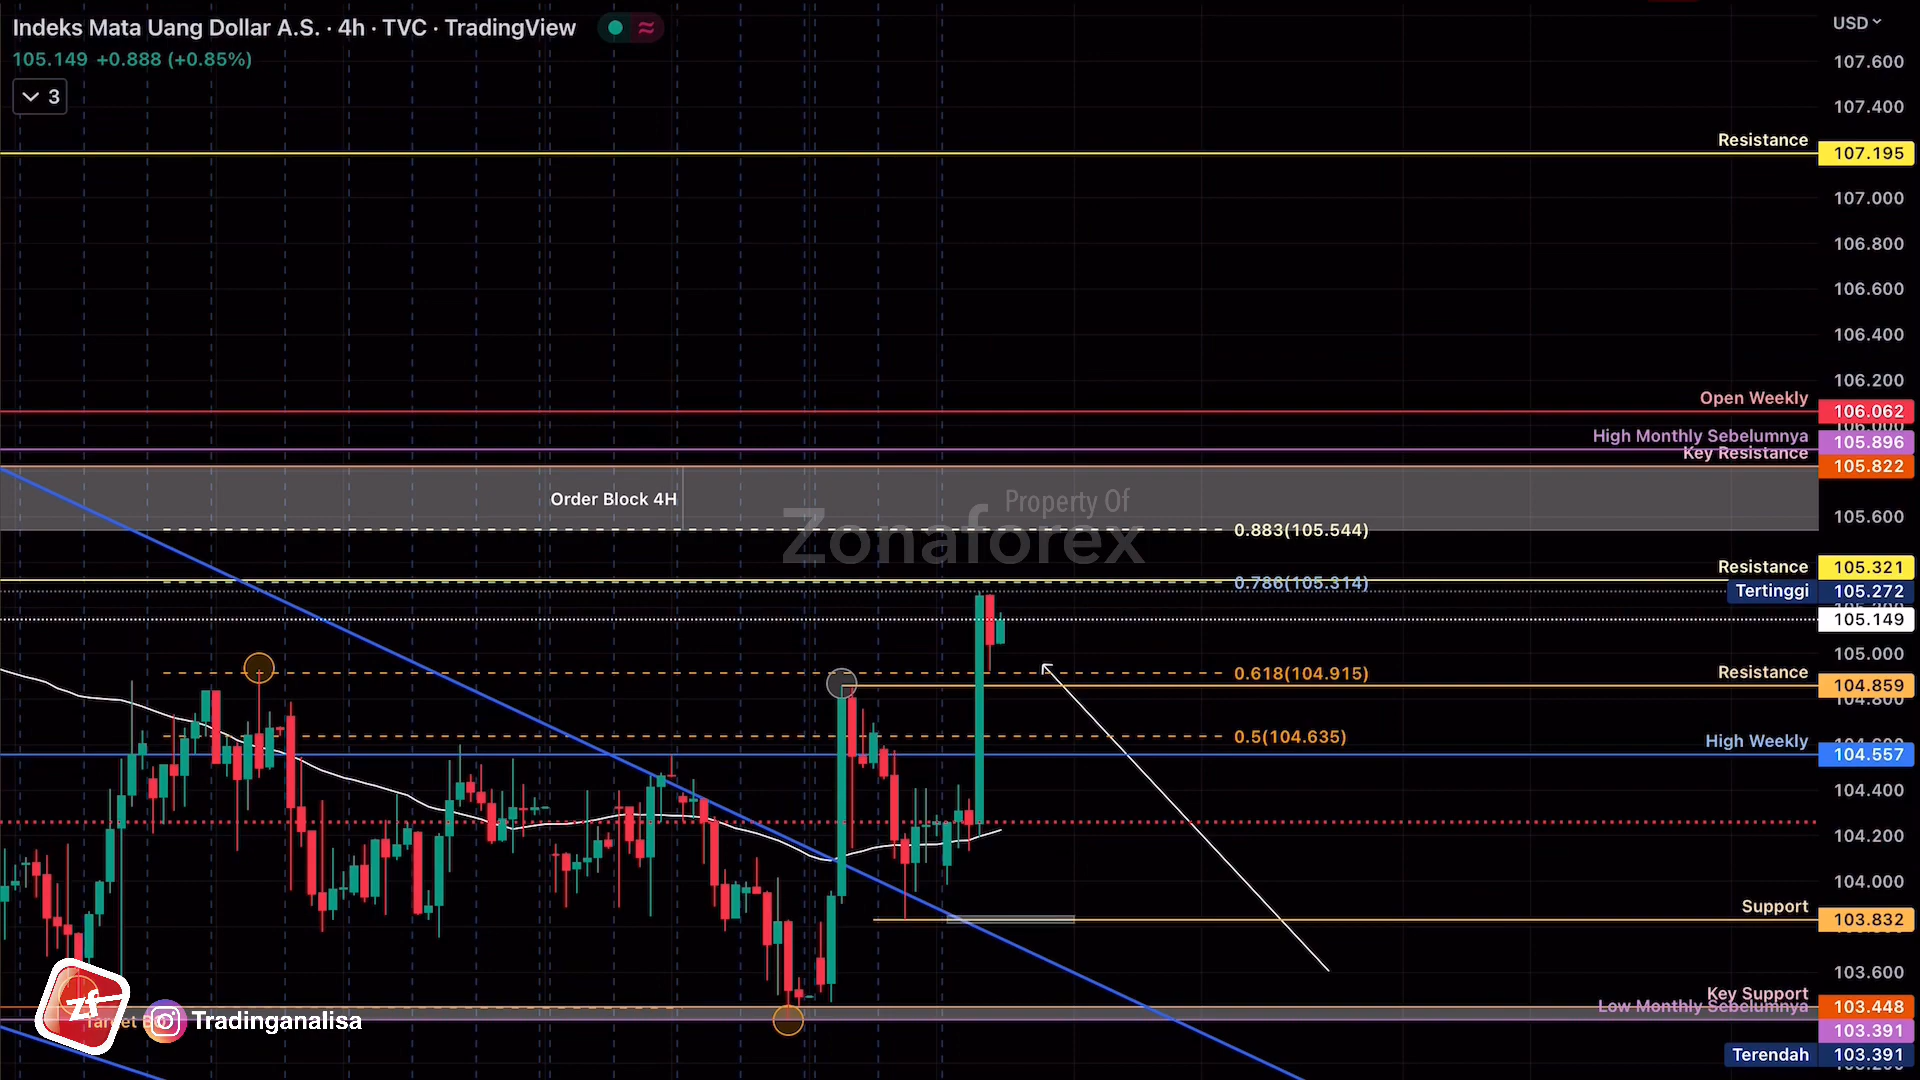 Indeks Mata Uang Dollar A.S. · 4h · TVC · TradingView
USD
105.149 +0.888 (+0.85%)
3
107.600
107.400
Resistance
107.195
107.000
106.800
106.600
106.400
106.200
Open Weekly
106.062
High Monthly Sebelumnya
105.896
Key Resistance
105.822
Order Block 4H
Property Of
Zonaforex
105.600
0.883(105.544)
Resistance
105.321
0.786(105.314)
Tertinggi
105.272
105.149
105.000
0.618(104.915)
Resistance
104.859
104.800
0.5(104.635)
High Weekly
104.557
104.400
104.200
104.000
Support
103.832
103.600
Key Support
103.448
Low Monthly Sebelumnya
103.391
Terendah
103.391
zf
Target
Tradinganalisa